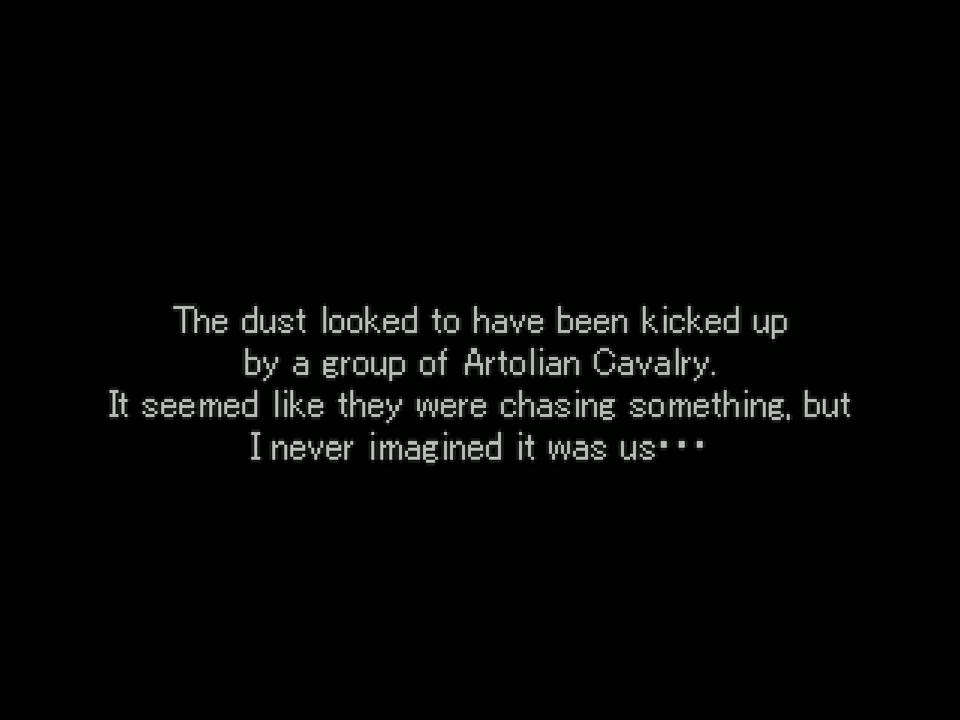 The dust looked to have been kicked up
by a group of Artolian Cavalry.
It seemed like they were chasing something, but
I never imagined it was us･･･